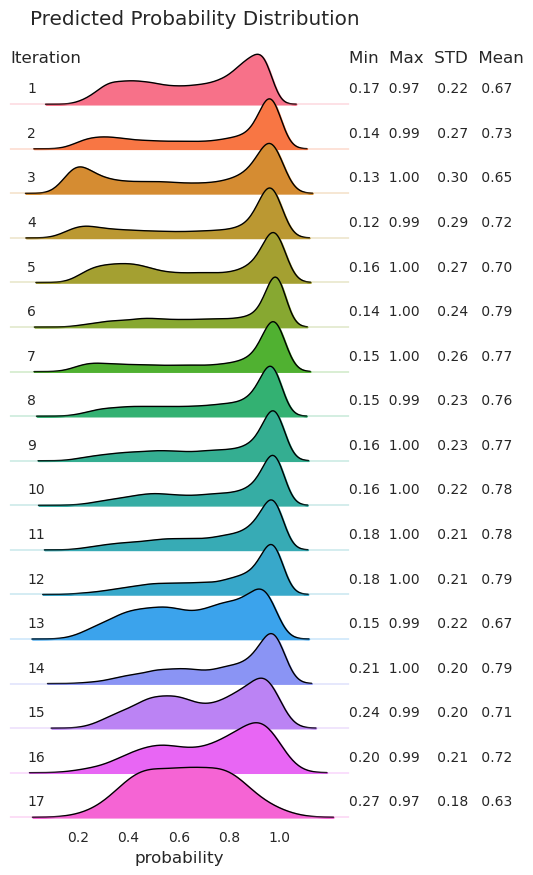 Predicted Probability Distribution
Iteration Min Max STD Mean
1 0.17 0.97 0.22 0.67
2 0.14 0.99 0.27 0.73
3 0.13 1.00 0.30 0.65
4 0.12 0.99 0.29 0.72
5 0.16 1.00 0.27 0.70
6 0.14 1.00 0.24 0.79
7 0.15 1.00 0.26 0.77
8 0.15 0.99 0.23 0.76
9 0.16 1.00 0.23 0.77
10 0.16 1.00 0.22 0.78
11 0.18 1.00 0.21 0.78
12 0.18 1.00 0.21 0.79
13 0.15 0.99 0.22 0.67
14 0.21 1.00 0.20 0.79
15 0.24 0.99 0.20 0.71
16 0.20 0.99 0.21 0.72
17 0.27 0.97 0.18 0.63
0.2 0.4 0.6 0.8 1.0
probability